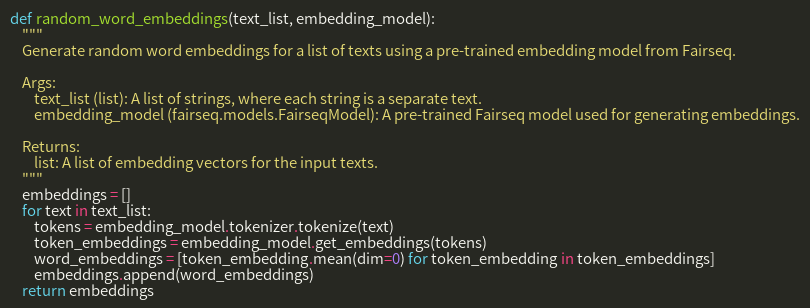 def random_word_embeddings(text_list, embedding_model):
    """
    Generate random word embeddings for a list of texts using a pre-trained embedding model from Fairseq.

    Args:
        text_list (list): A list of strings, where each string is a separate text.
        embedding_model (fairseq.models.FairseqModel): A pre-trained Fairseq model used for generating embeddings.

    Returns:
        list: A list of embedding vectors for the input texts.
    """
    embeddings = []
    for text in text_list:
        tokens = embedding_model.tokenizer.tokenize(text)
        token_embeddings = embedding_model.get_embeddings(tokens)
        word_embeddings = [token_embedding.mean(dim=0) for token_embedding in token_embeddings]
        embeddings.append(word_embeddings)
    return embeddings